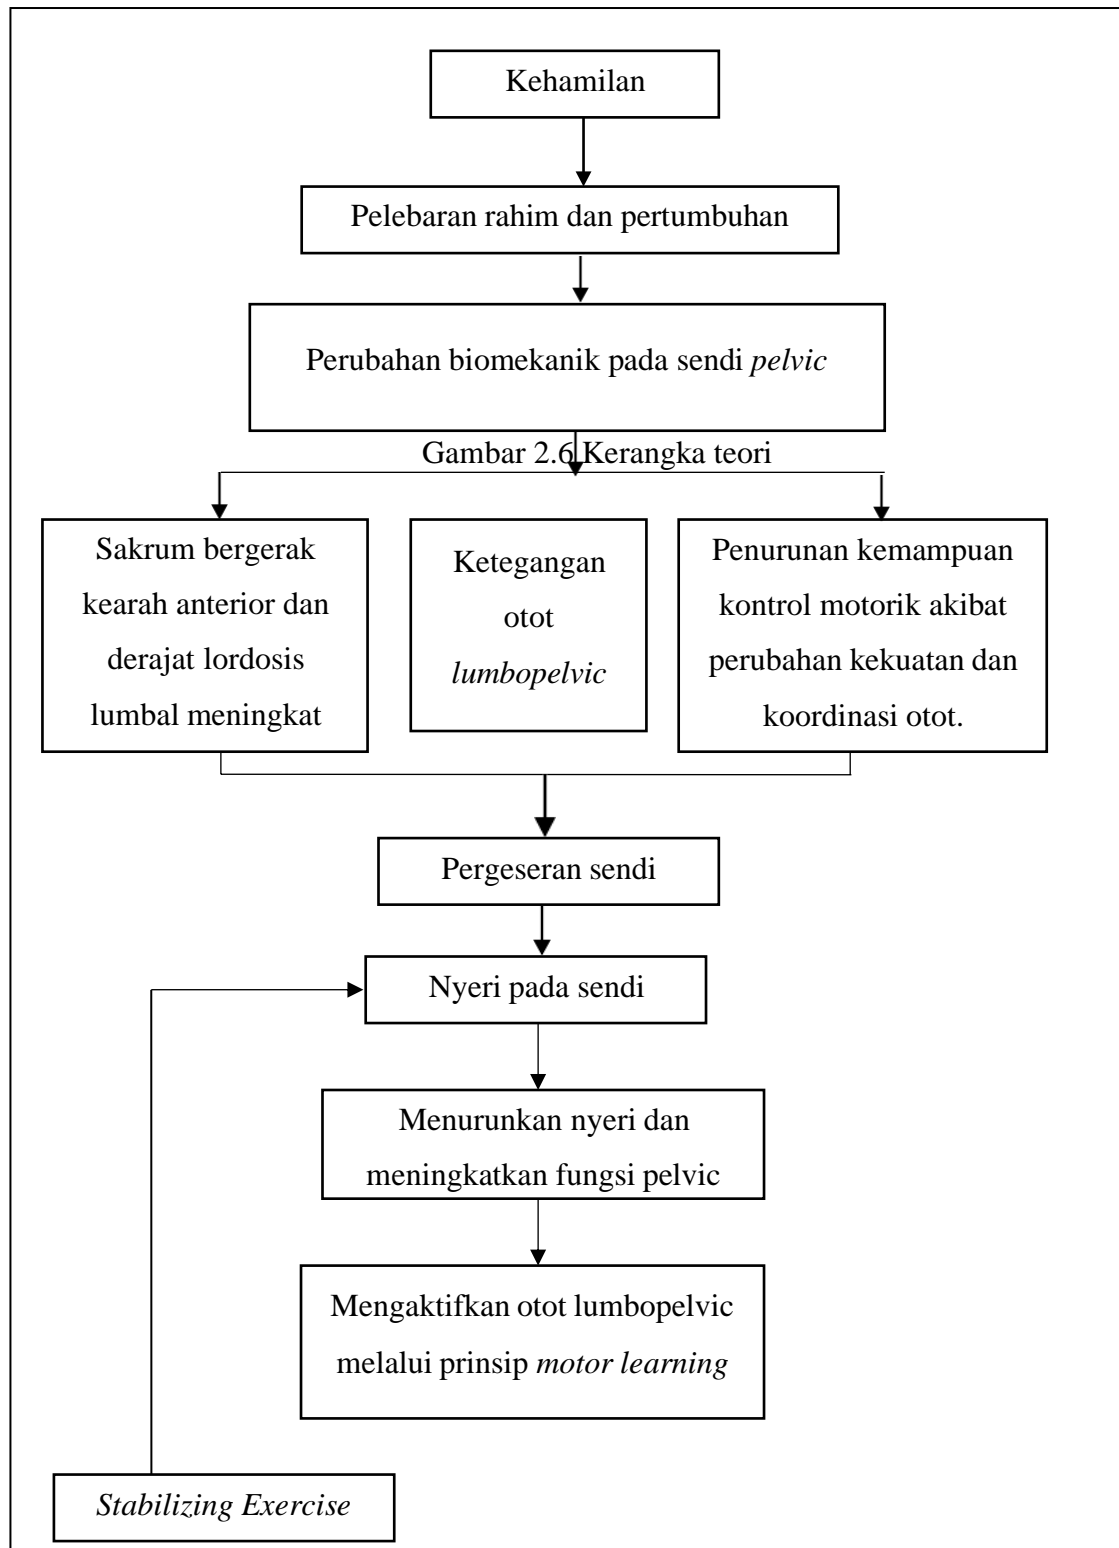 Kehamilan
Pelebaran rahim dan pertumbuhan
Perubahan biomekanik pada sendi pelvic
Gambar 2.6 Kerangka teori
Sakrum bergerak
kearah anterior dan
derajat lordosis
lumbal meningkat
Ketegangan
otot
lumbopelvic
Penurunan kemampuan
kontrol motorik akibat
perubahan kekuatan dan
koordinasi otot.
Pergeseran sendi
Nyeri pada sendi
Menurunkan nyeri dan
meningkatkan fungsi pelvic
Mengaktifkan otot lumbopelvic
melalui prinsip motor learning
Stabilizing Exercise